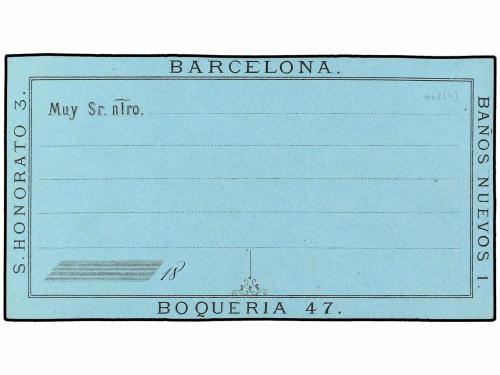 BARCELONA.
S. HONORATO 3.
BAÑOS NUEVOS 1.
Muy Sr. ntro.
18
BOQUERIA 47.